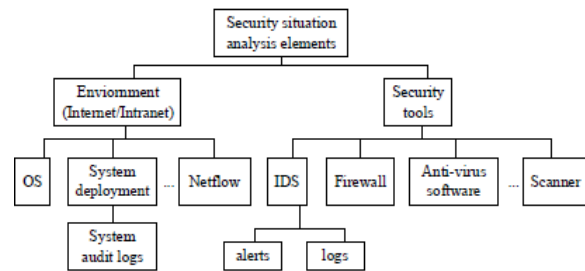 Security situation
analysis elements
Enviornment
(Internet/Intranet)
Security
tools
OS
System
deployment
...
Netflow
IDS
Firewall
Anti-virus
software
...
Scanner
System
audit logs
alerts
logs